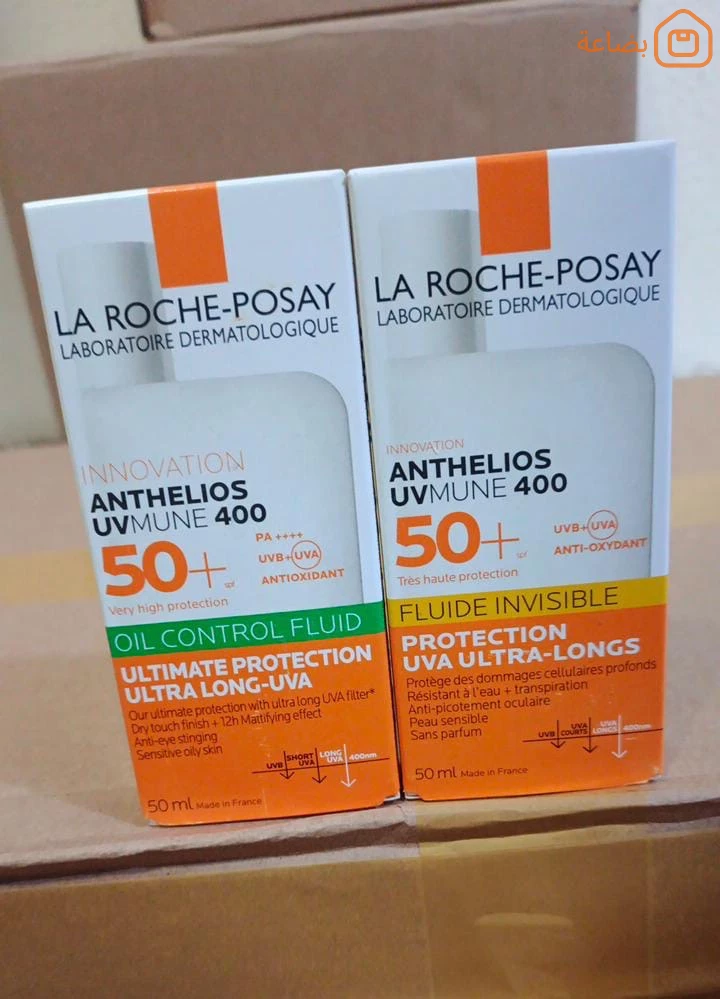 بضاعة
LA ROCHE-POSAY
LABORATOIRE DERMATOLOGIQUE
INNOVATION
ANTHELIOS
UVMUNE 400
50+
spf
PA ++++
UVB+UVA
ANTIOXIDANT
Very high protection
OIL CONTROL FLUID
ULTIMATE PROTECTION
ULTRA LONG-UVA
Our ultimate protection with ultra long UVA filter*
Dry touch finish + 12h Mattifying effect
Anti-eye stinging
Sensitive oily skin
UVB
SHORT UVA
LONG UVA
400nm
50 ml Made in France
LA ROCHE-POSAY
LABORATOIRE DERMATOLOGIQUE
INNOVATION
ANTHELIOS
UVMUNE 400
50+
spf
UVB+UVA
ANTI-OXYDANT
Très haute protection
FLUIDE INVISIBLE
PROTECTION
UVA ULTRA-LONGS
Protège des dommages cellulaires profonds
Résistant à l'eau + transpiration
Anti-picotement oculaire
Peau sensible
Sans parfum
UVB
UVA COURTS
UVA LONGS
400nm
50 ml Made in France